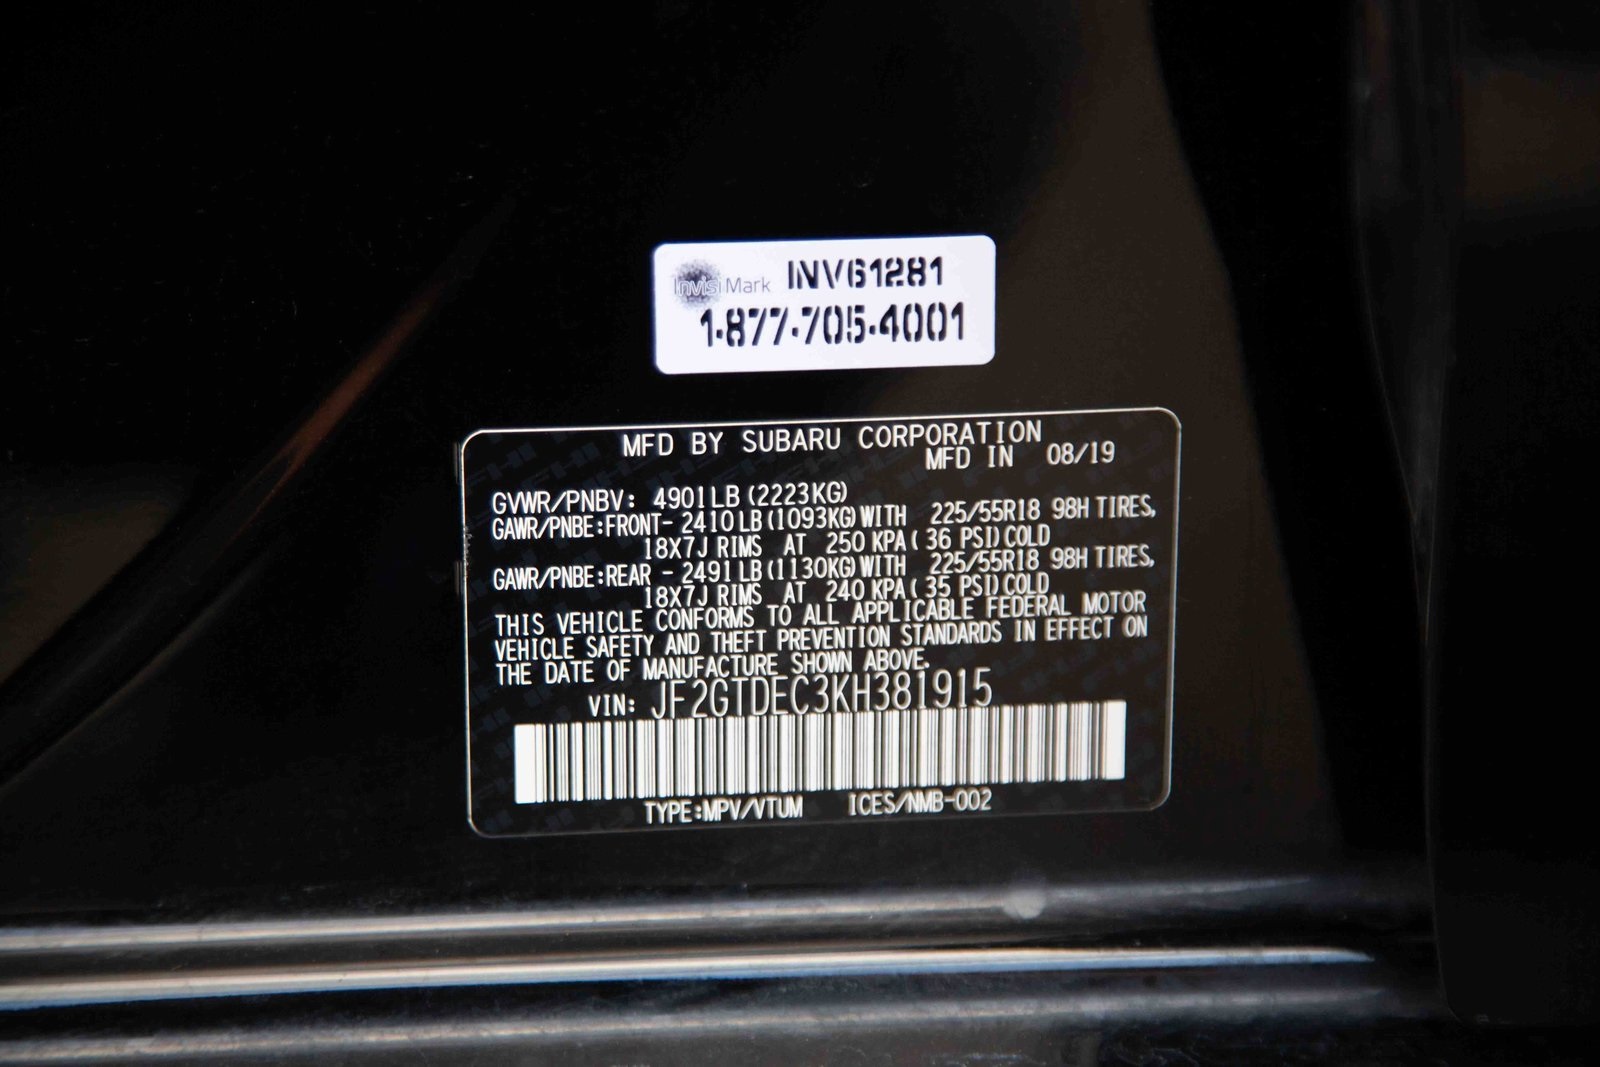 InvisiMark INV61281
1-877-705-4001
MFD BY SUBARU CORPORATION
MFD IN 08/19
GVWR/PNBV: 4901LB (2223KG)
GAWR/PNBE:FRONT- 2410 LB (1093KG) WITH 225/55R18 98H TIRES,
18X7J RIMS AT 250 KPA ( 36 PSI) COLD
GAWR/PNBE:REAR - 2491 LB (1130KG) WITH 225/55R18 98H TIRES,
18X7J RIMS AT 240 KPA ( 35 PSI) COLD
THIS VEHICLE CONFORMS TO ALL APPLICABLE FEDERAL MOTOR
VEHICLE SAFETY AND THEFT PREVENTION STANDARDS IN EFFECT ON
THE DATE OF MANUFACTURE SHOWN ABOVE.
VIN: JF2GTDEC3KH381915
TYPE:MPV/VTUM ICES/NMB-002